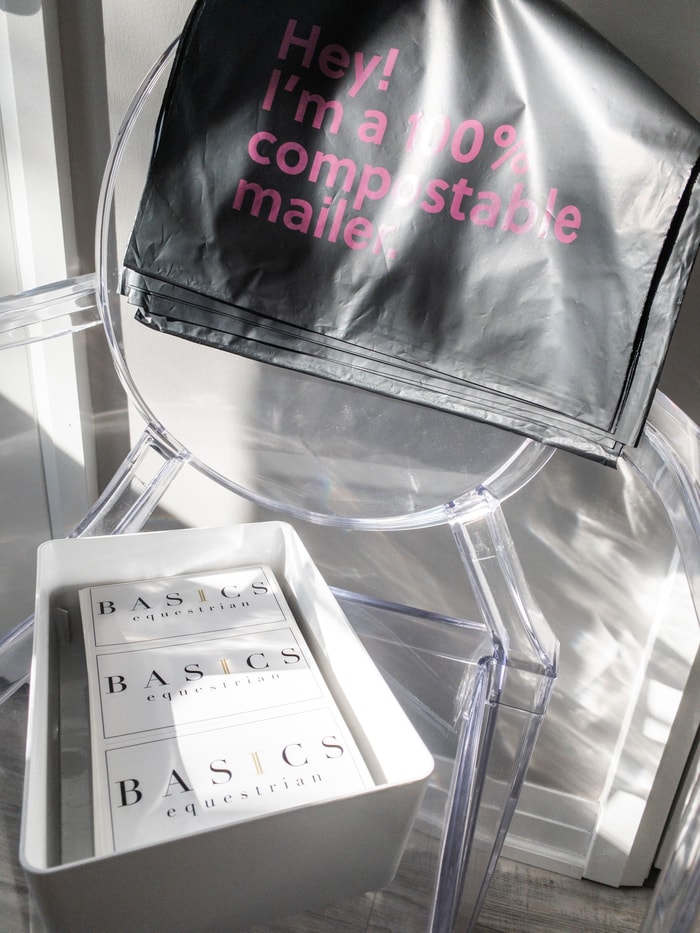 Hey!
I'm a 100%
compostable
mailer.
BASICS
equestrian
BASICS
equestrian
BASICS
equestrian